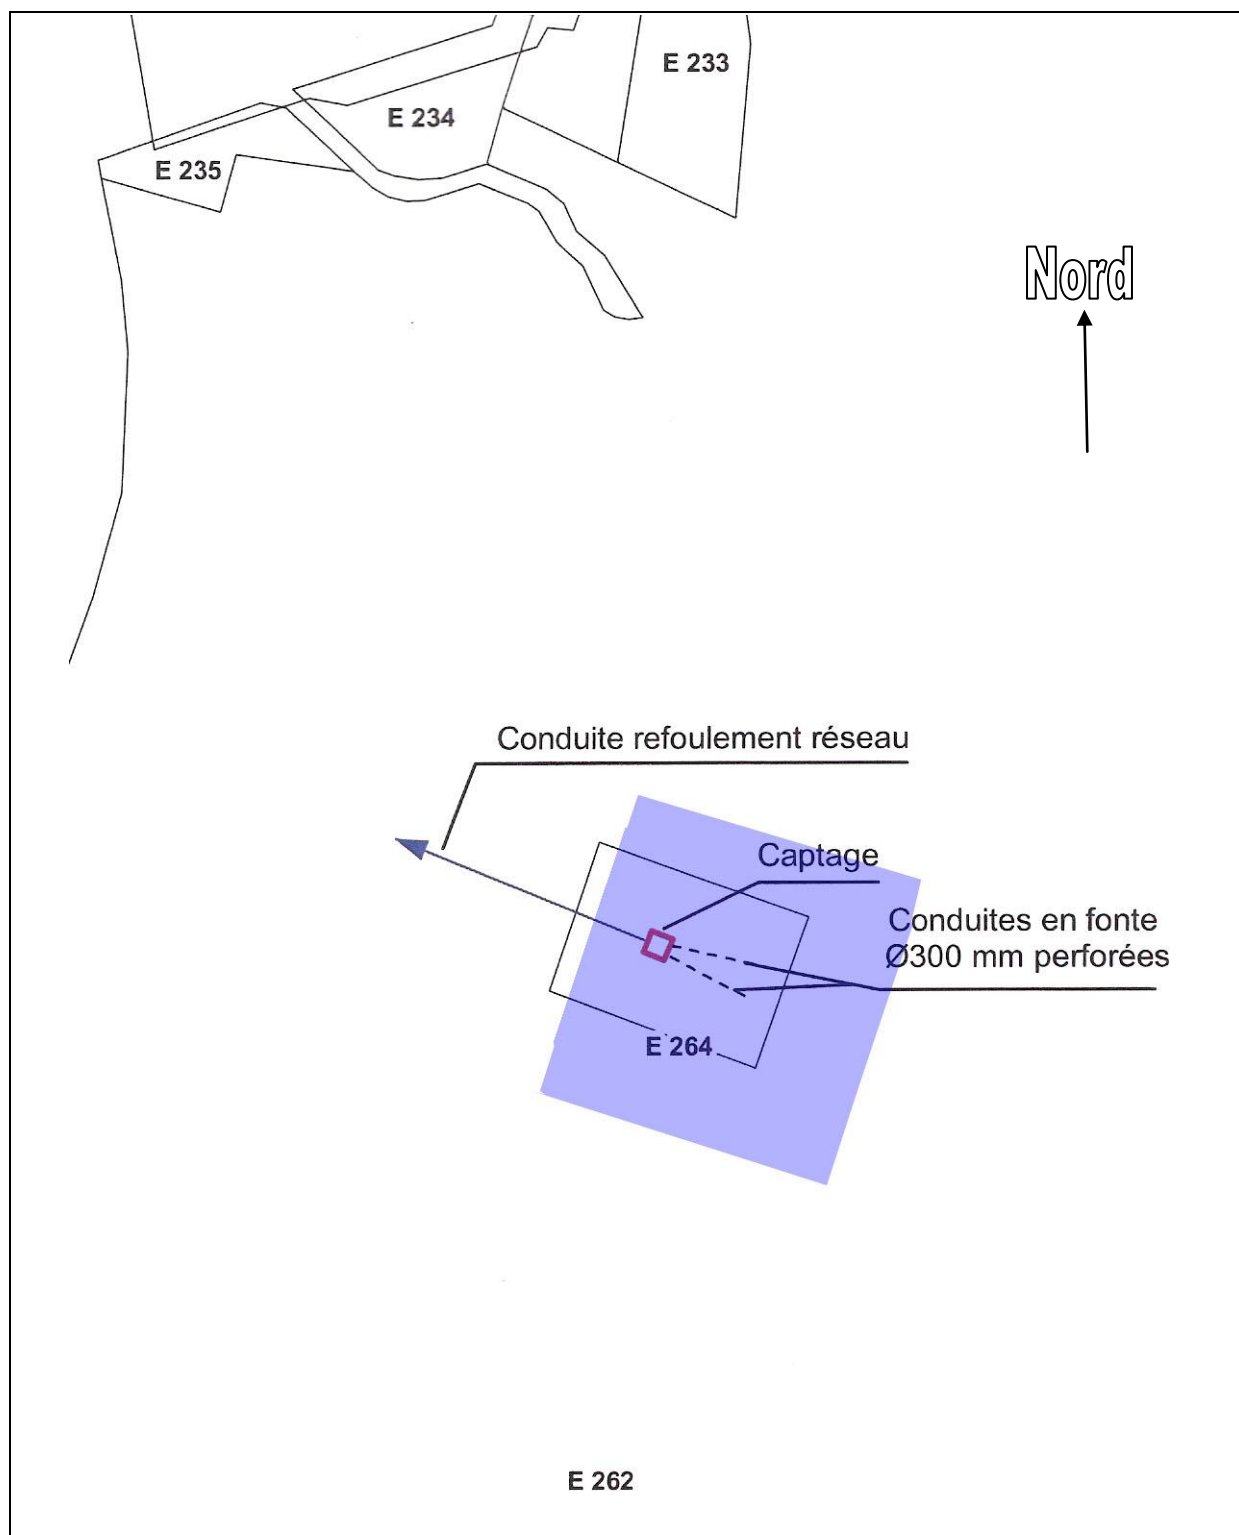 E 233
E 234
E 235
Nord
Conduite refoulement réseau
Captage
Conduites en fonte
Ø300 mm perforées
E 264
E 262